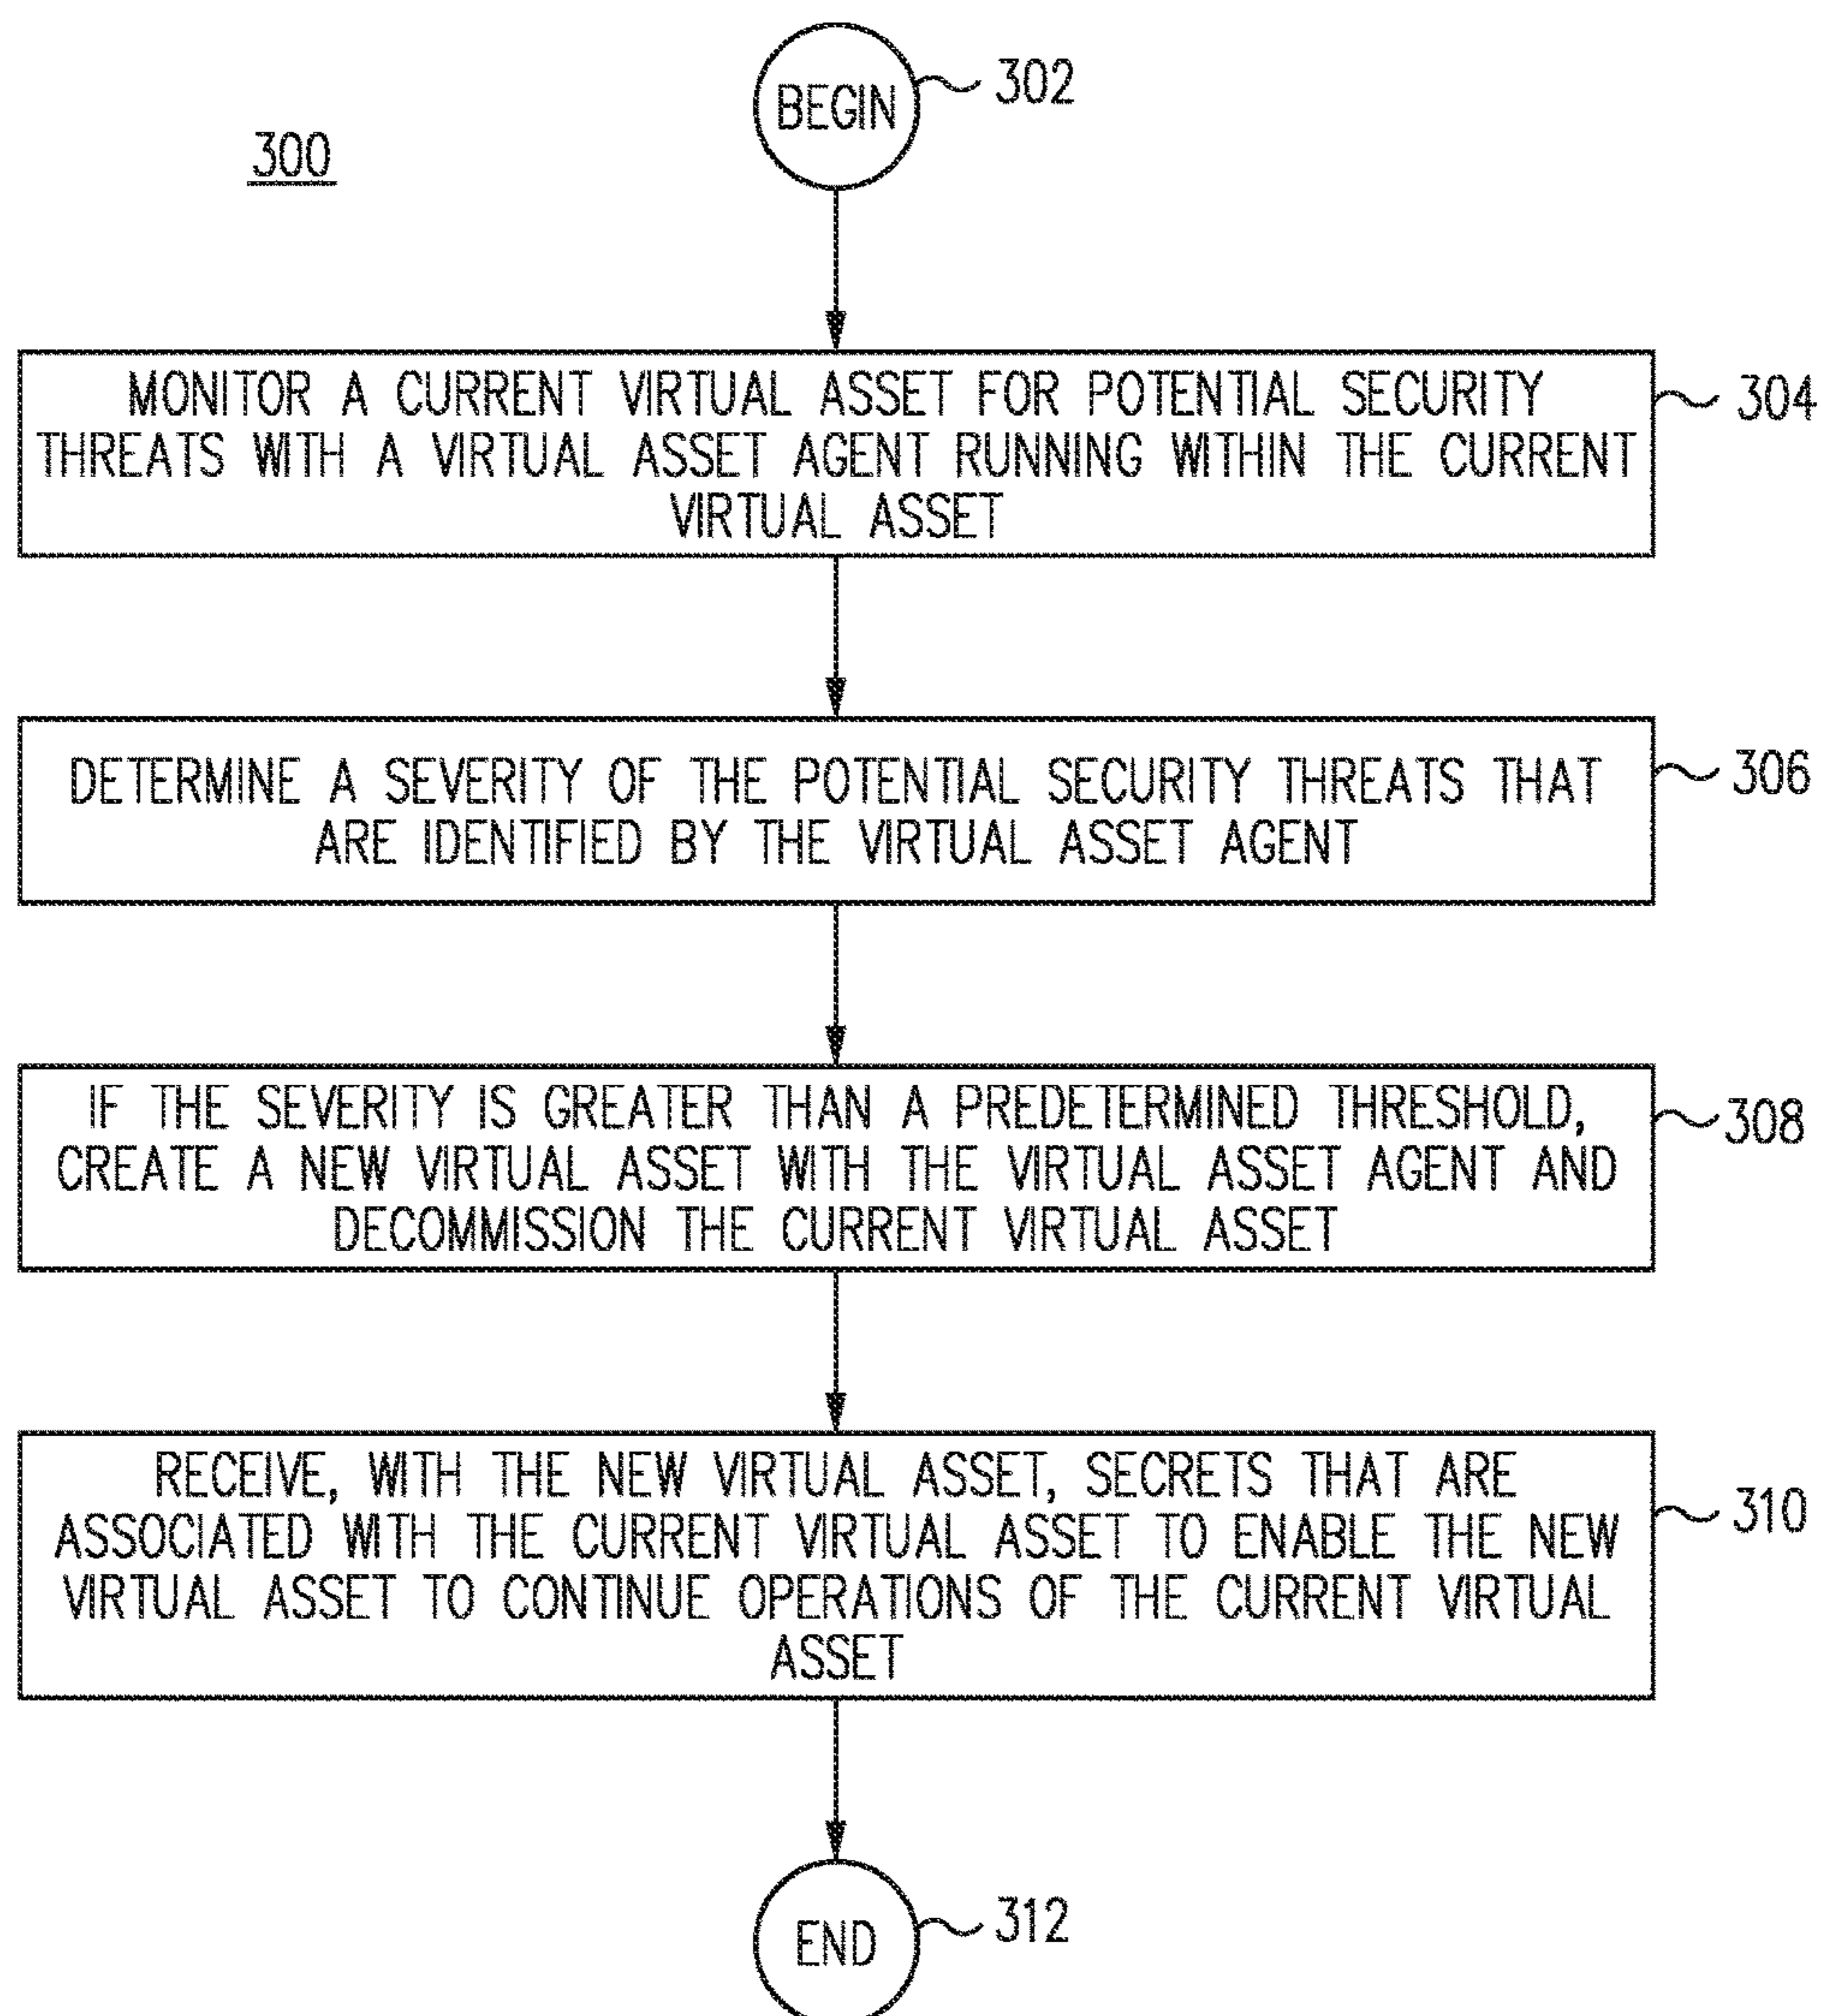 BEGIN
302
300
MONITOR A CURRENT VIRTUAL ASSET FOR POTENTIAL SECURITY
THREATS WITH A VIRTUAL ASSET AGENT RUNNING WITHIN THE CURRENT
VIRTUAL ASSET
304
DETERMINE A SEVERITY OF THE POTENTIAL SECURITY THREATS THAT
ARE IDENTIFIED BY THE VIRTUAL ASSET AGENT
306
IF THE SEVERITY IS GREATER THAN A PREDETERMINED THRESHOLD,
CREATE A NEW VIRTUAL ASSET WITH THE VIRTUAL ASSET AGENT AND
DECOMMISSION THE CURRENT VIRTUAL ASSET
308
RECEIVE, WITH THE NEW VIRTUAL ASSET, SECRETS THAT ARE
ASSOCIATED WITH THE CURRENT VIRTUAL ASSET TO ENABLE THE NEW
VIRTUAL ASSET TO CONTINUE OPERATIONS OF THE CURRENT VIRTUAL
ASSET
310
END
312